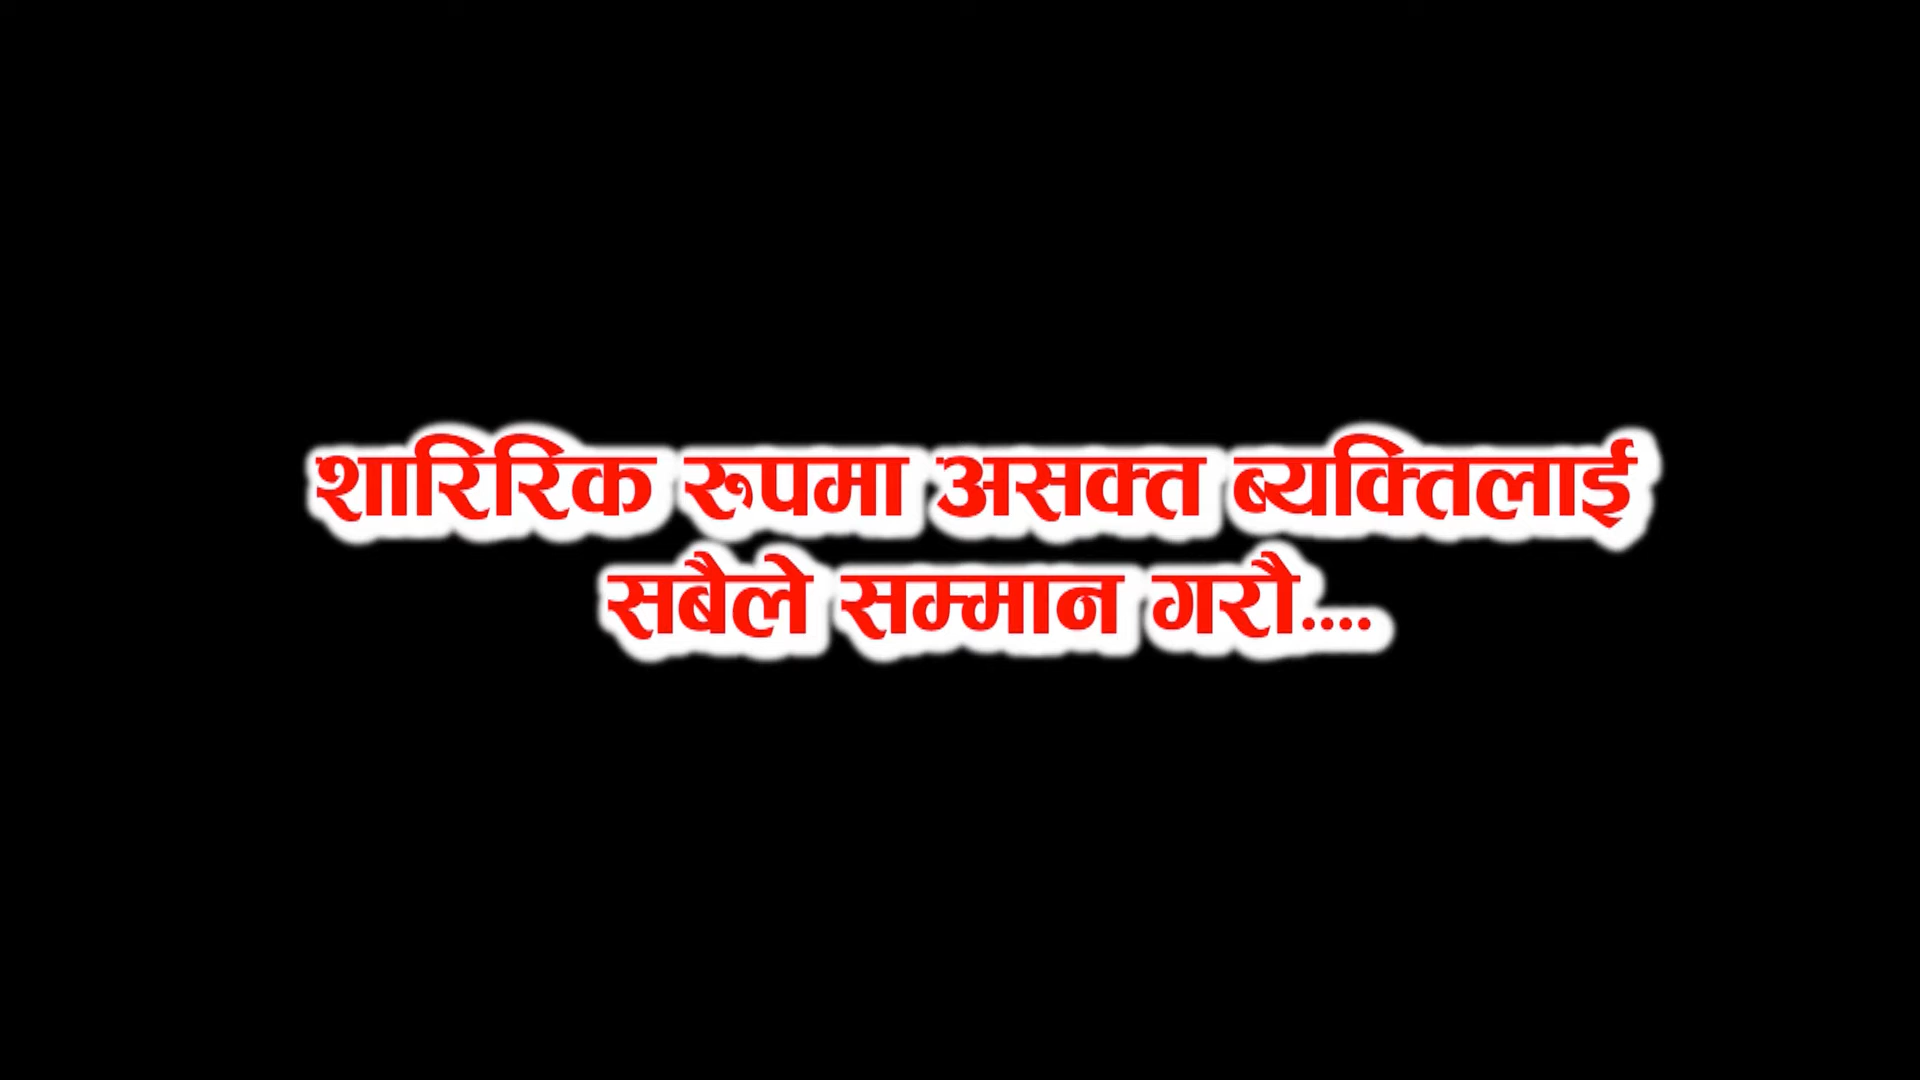 शारिरिक रुपमा असक्त ब्यक्तिलाई
सबैले सम्मान गरौ....